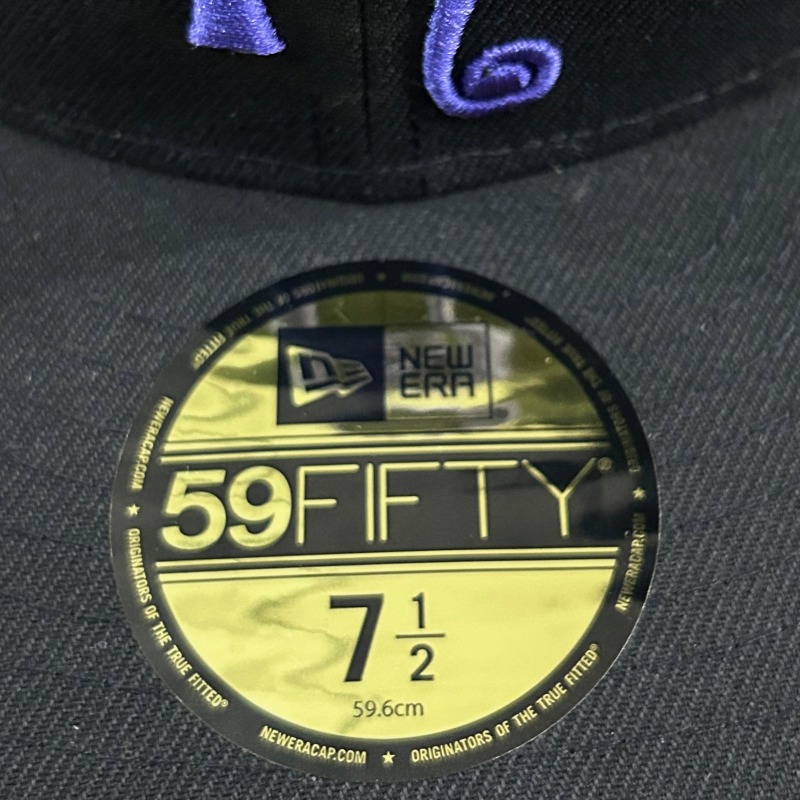 NEW
ERA
59FIFTY®
7 1/2
59.6cm
NEWERACAP.COM ★ ORIGINATORS OF THE TRUE FITTED®
NEWERACAP.COM ★ ORIGINATORS OF THE TRUE FITTED®
NEWERACAP.COM ★ ORIGINATORS OF THE TRUE FITTED®